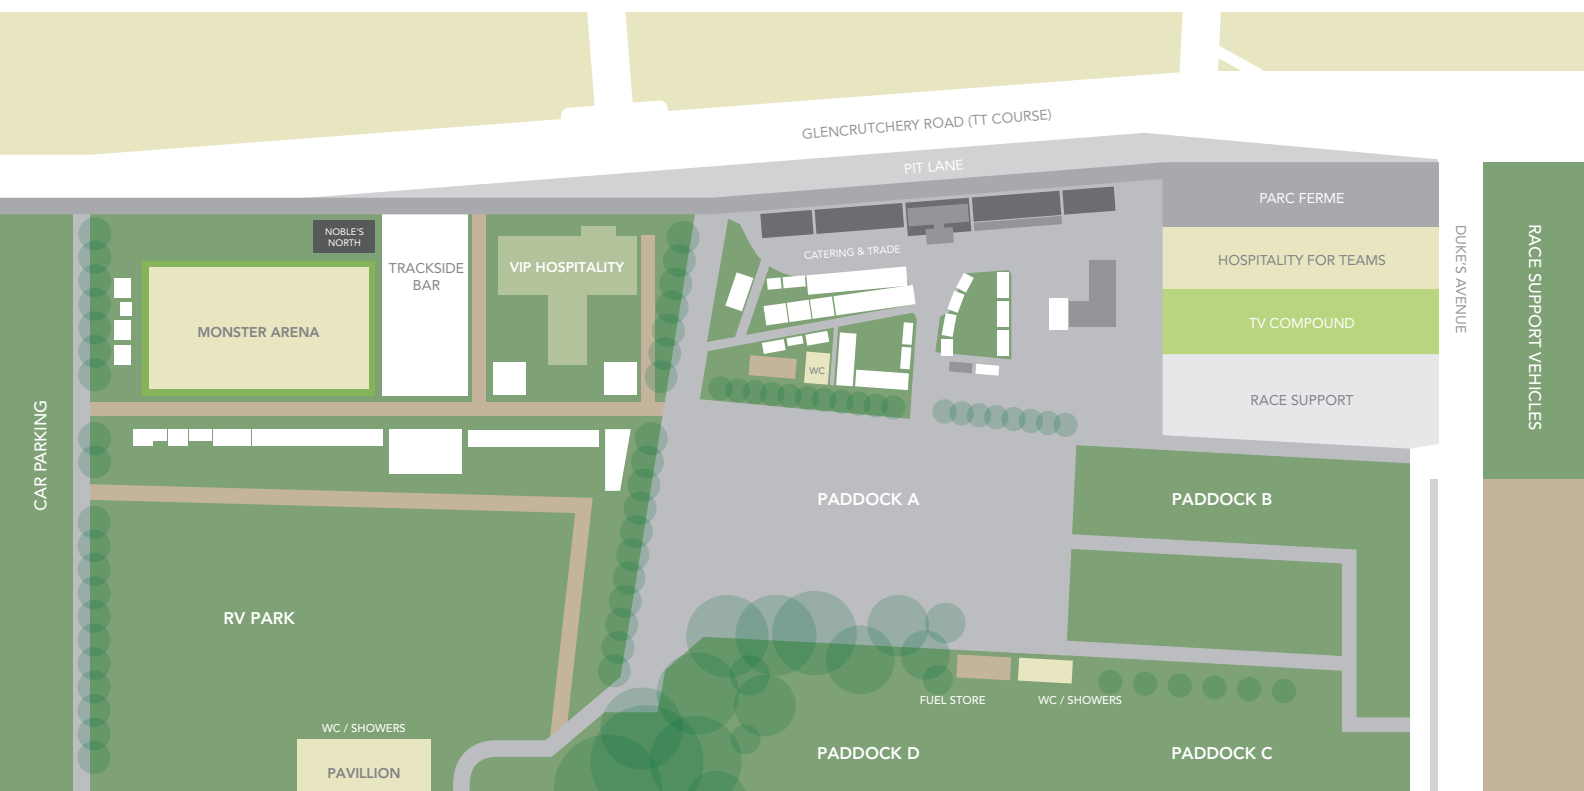 GLENCRUTCHERY ROAD (TT COURSE)
PIT LANE
PARC FERME
NOBLE'S
NORTH
TRACKSIDE
BAR
VIP HOSPITALITY
CATERING & TRADE
HOSPITALITY FOR TEAMS
DUKE'S AVENUE
RACE SUPPORT VEHICLES
MONSTER ARENA
TV COMPOUND
WC
RACE SUPPORT
CAR PARKING
PADDOCK A
PADDOCK B
RV PARK
FUEL STORE
WC / SHOWERS
WC / SHOWERS
PAVILLION
PADDOCK D
PADDOCK C